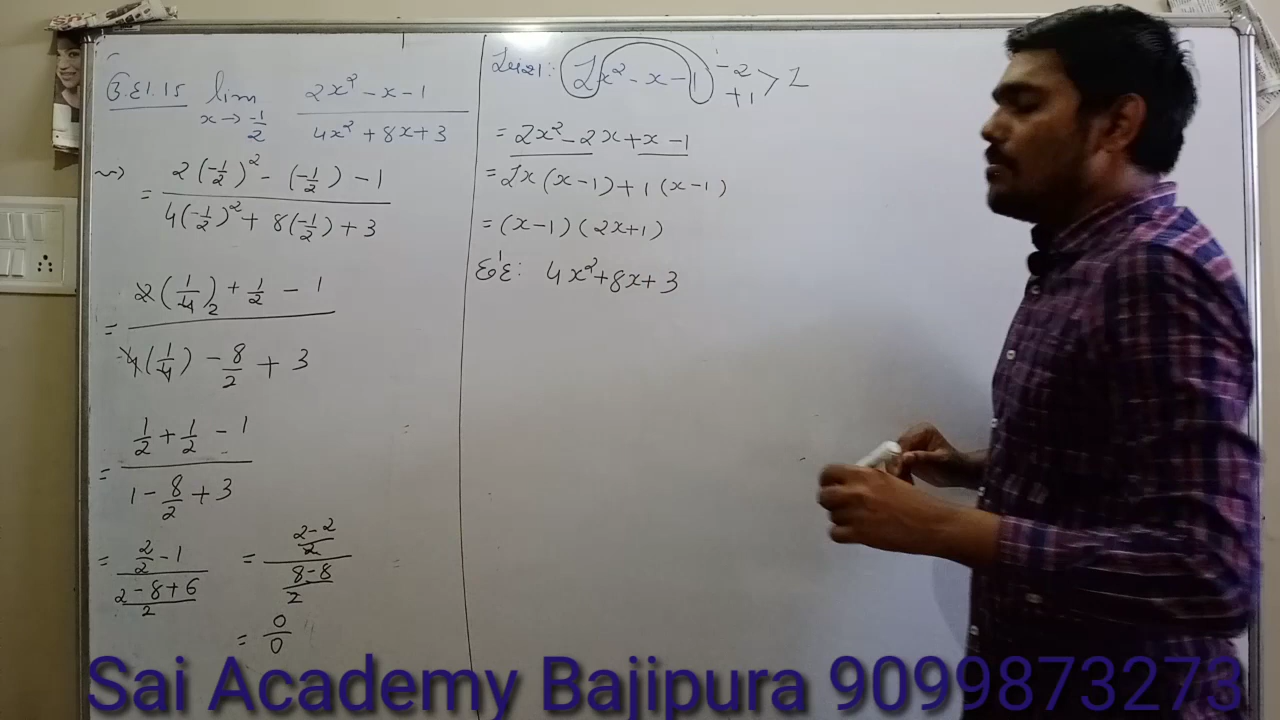 ઉદા.15 lim x→-1/2 (2x² - x - 1)/(4x² + 8x + 3)
= (2(-1/2)² - (-1/2) - 1)/(4(-1/2)² + 8(-1/2) + 3)
= (2(1/4) + 1/2 - 1)/(4(1/4) - 8/2 + 3)
= (1/2 + 1/2 - 1)/(1 - 8/2 + 3)
= (2/2 - 1)/((2 - 8 + 6)/2) = ((2-2)/2)/((8-8)/2)
= 0/0
2x² - x - 1 -2 +1 > 2
= 2x² - 2x + x - 1
= 2x(x-1) + 1(x-1)
= (x-1)(2x+1)
4x² + 8x + 3
Sai Academy Bajipura 9099873273